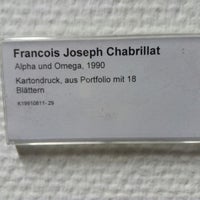 Francois Joseph Chabrillat
Alpha und Omega, 1990
Kartondruck, aus Portfolio mit 18
Blättern
K19910811- 29